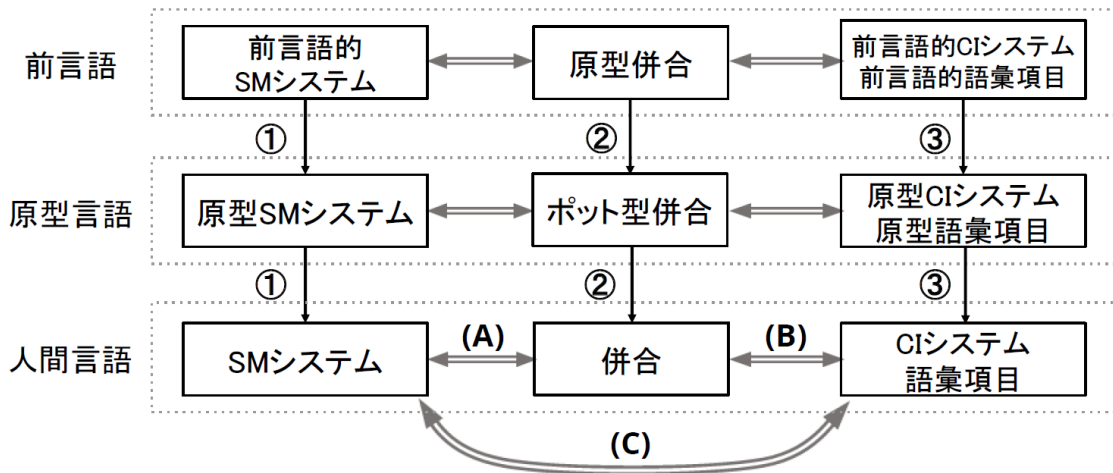 前言語
前言語的
SMシステム
原型併合
前言語的CIシステム
前言語的語彙項目
①
②
③
原型言語
原型SMシステム
ポット型併合
原型CIシステム
原型語彙項目
①
②
③
人間言語
SMシステム
(A)
併合
(B)
CIシステム
語彙項目
(C)